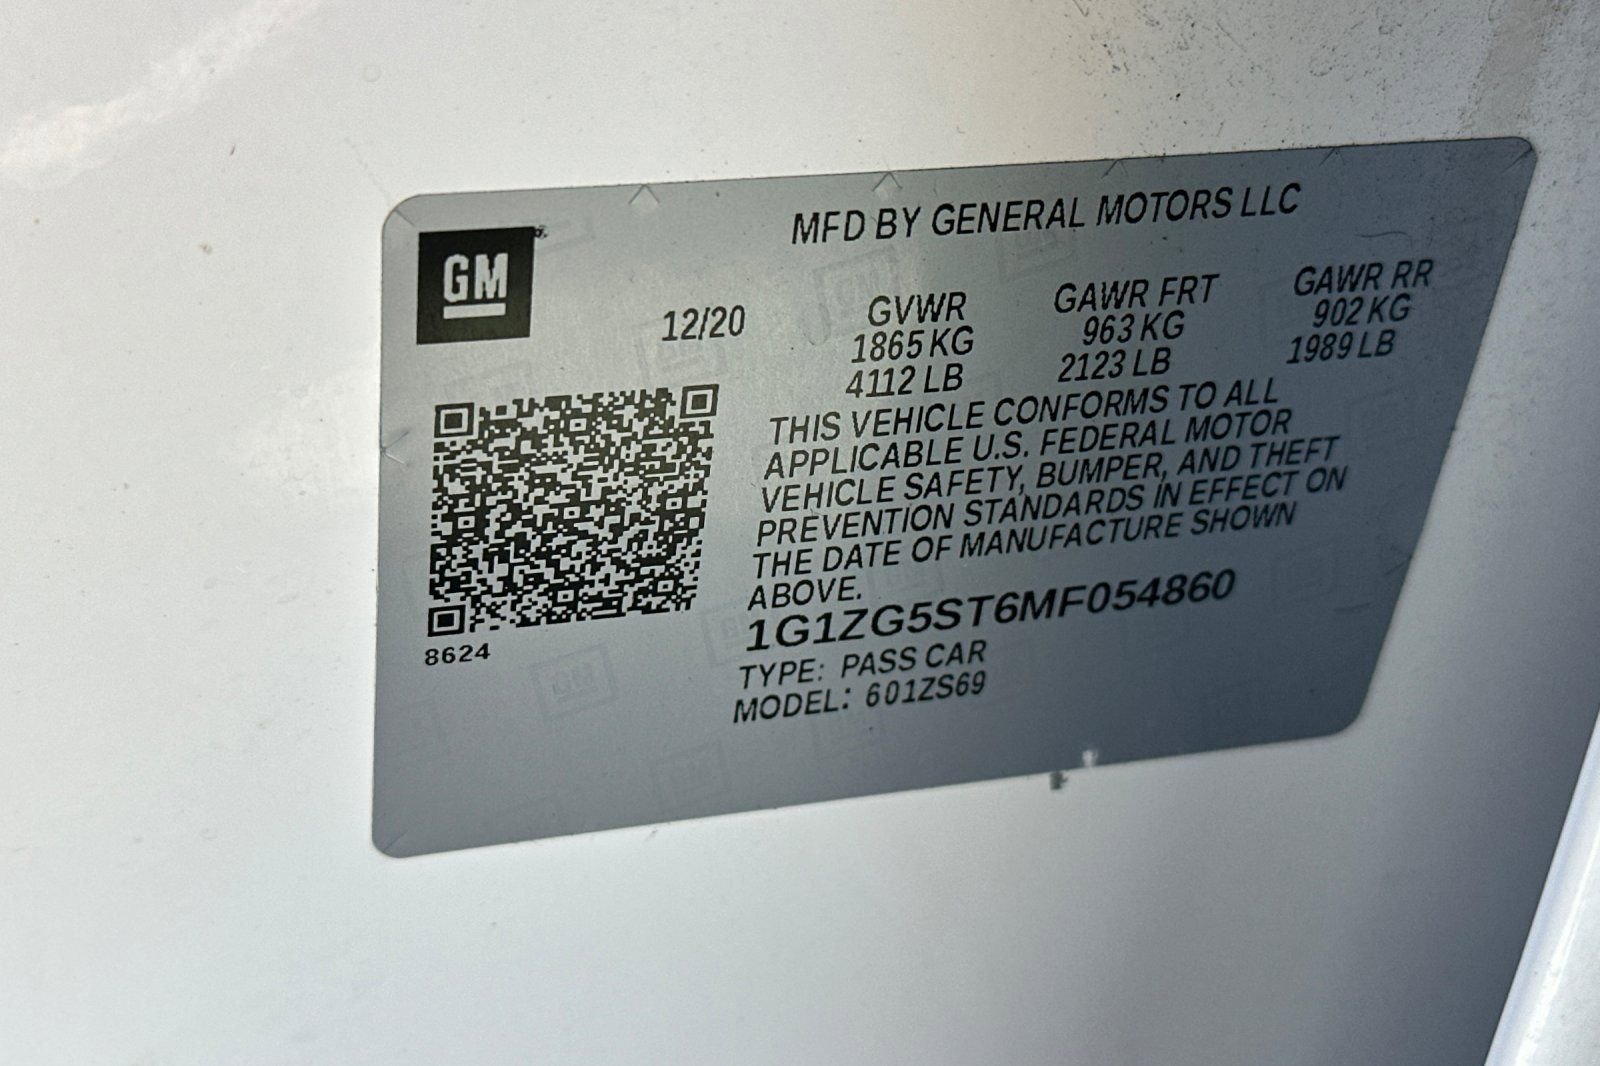 MFD BY GENERAL MOTORS LLC
GM
12/20
GVWR
1865 KG
4112 LB
GAWR FRT
963 KG
2123 LB
GAWR RR
902 KG
1989 LB
THIS VEHICLE CONFORMS TO ALL
APPLICABLE U.S. FEDERAL MOTOR
VEHICLE SAFETY, BUMPER, AND THEFT
PREVENTION STANDARDS IN EFFECT ON
THE DATE OF MANUFACTURE SHOWN
ABOVE.
1G1ZG5ST6MF054860
TYPE: PASS CAR
MODEL: 601ZS69
8624